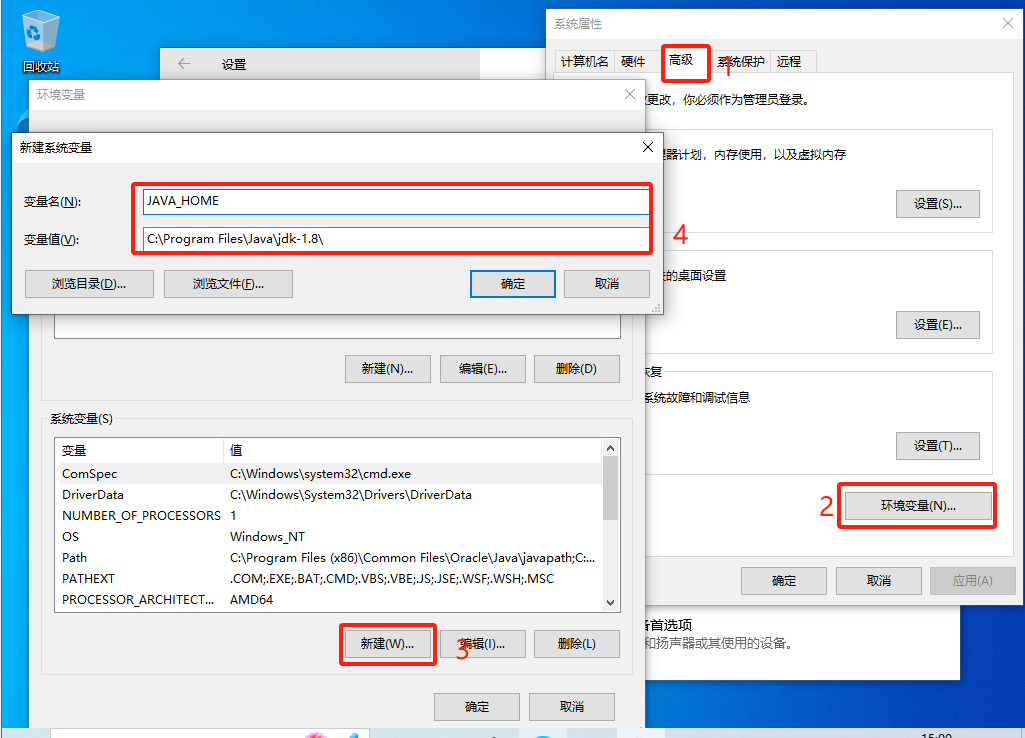 回收站
设置
系统属性
计算机名
硬件
高级
1
系统保护
远程
更改，你必须作为管理员登录。
器计划，内存使用，以及虚拟内存
设置(S)...
的桌面设置
设置(E)...
恢复
系统故障和调试信息
设置(T)...
2
环境变量(N)...
确定
取消
应用(A)
环境变量
新建系统变量
变量名(N):
JAVA_HOME
变量值(V):
C:\Program Files\Java\jdk-1.8\
4
浏览目录(D)...
浏览文件(F)...
确定
取消
新建(N)...
编辑(E)...
删除(D)
系统变量(S)
变量 值
ComSpec C:\Windows\system32\cmd.exe
DriverData C:\Windows\System32\Drivers\DriverData
NUMBER_OF_PROCESSORS 1
OS Windows_NT
Path C:\Program Files (x86)\Common Files\Oracle\Java\javapath;C:...
PATHEXT .COM;.EXE;.BAT;.CMD;.VBS;.VBE;.JS;.JSE;.WSF;.WSH;.MSC
PROCESSOR_ARCHITECT... AMD64
新建(W)...
3
编辑(I)...
删除(L)
确定
取消
备首选项
和扬声器或其使用的设备。